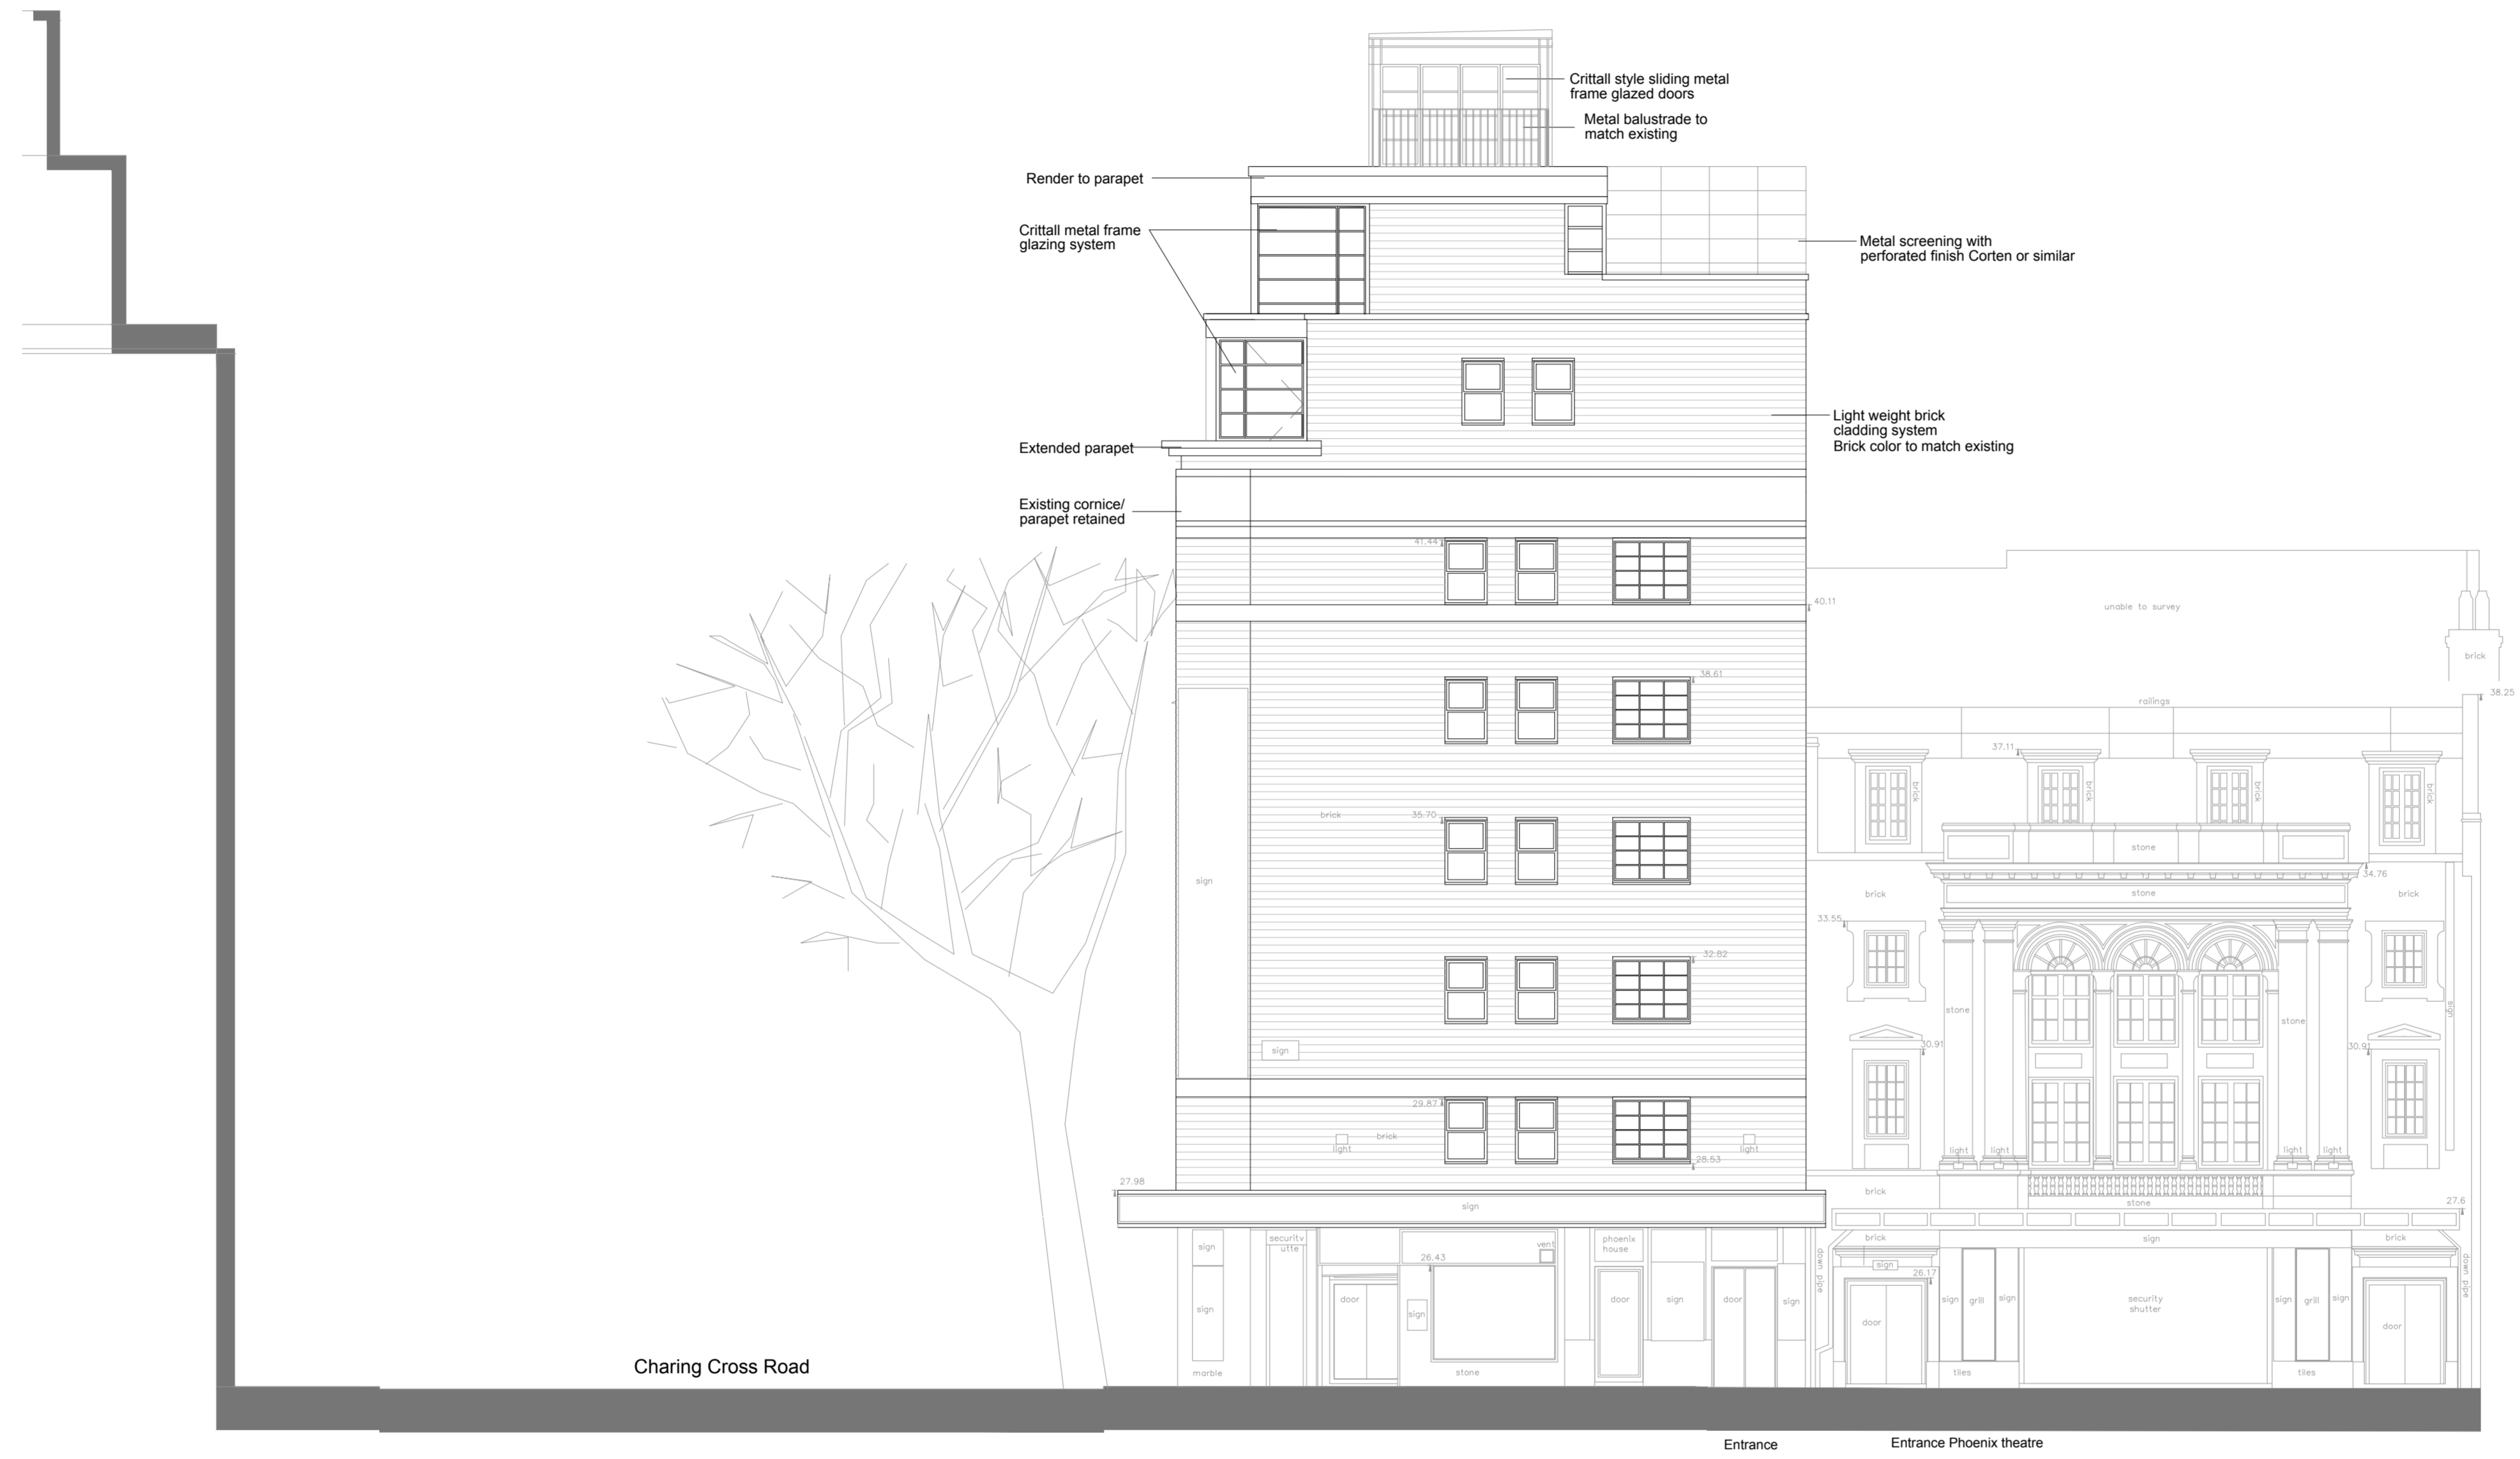 Crittall style sliding metal
frame glazed doors
Metal balustrade to
match existing
Render to parapet
Crittall metal frame
glazing system
Metal screening with
perforated finish Corten or similar
Light weight brick
cladding system
Brick color to match existing
Extended parapet
Existing cornice/
parapet retained
41.44
40.11
unable to survey
brick
38.61
38.25
railings
37.11
brick
brick
brick
brick
brick
35.70
stone
sign
34.76
brick
stone
brick
33.55
32.82
stone
stone
sign
sign
30.91
30.91
29.87
light
brick
light
light
light
light
light
28.53
27.98
brick
stone
27.6
sign
sign
security
utte
phoenix
house
vent
brick
sign
brick
26.43
down pipe
down pipe
sign
26.17
sign
door
sign
door
sign
door
sign
sign
grill
sign
security
shutter
sign
grill
sign
door
door
marble
stone
tiles
tiles
Charing Cross Road
Entrance
Entrance Phoenix theatre